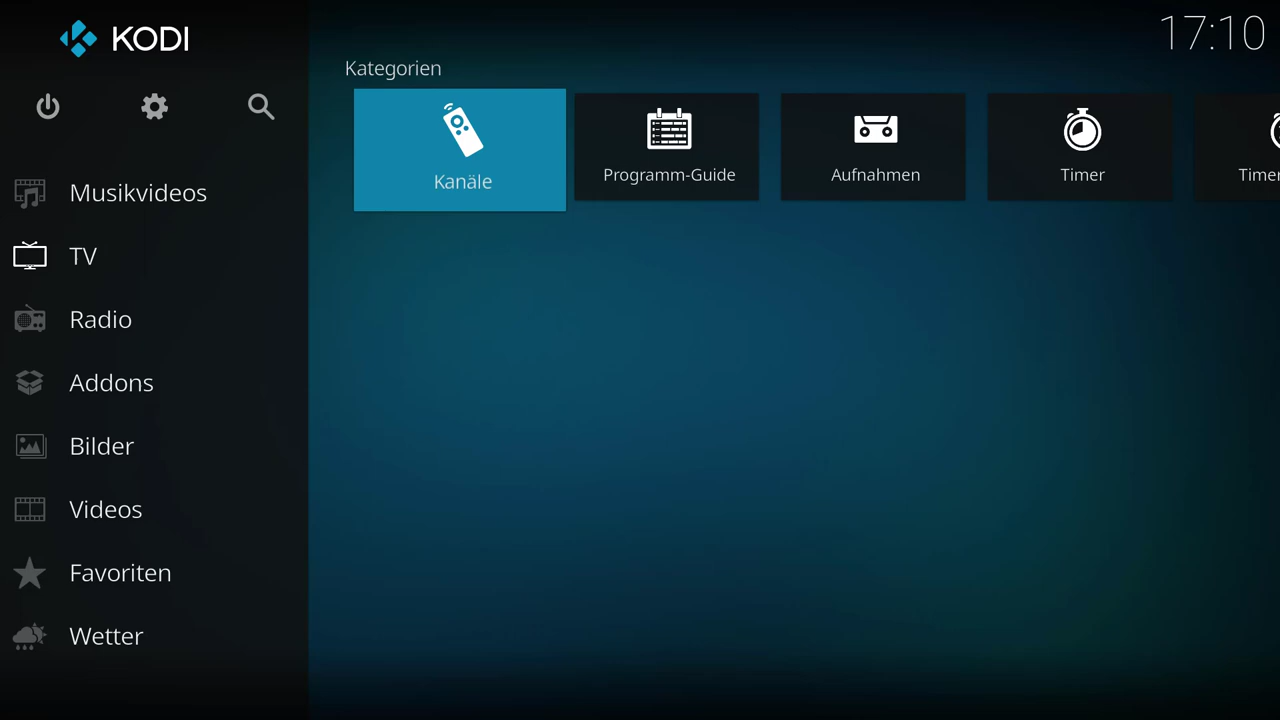 KODI
17:10
Kategorien
Kanäle
Programm-Guide
Aufnahmen
Timer
Musikvideos
TV
Radio
Addons
Bilder
Videos
Favoriten
Wetter